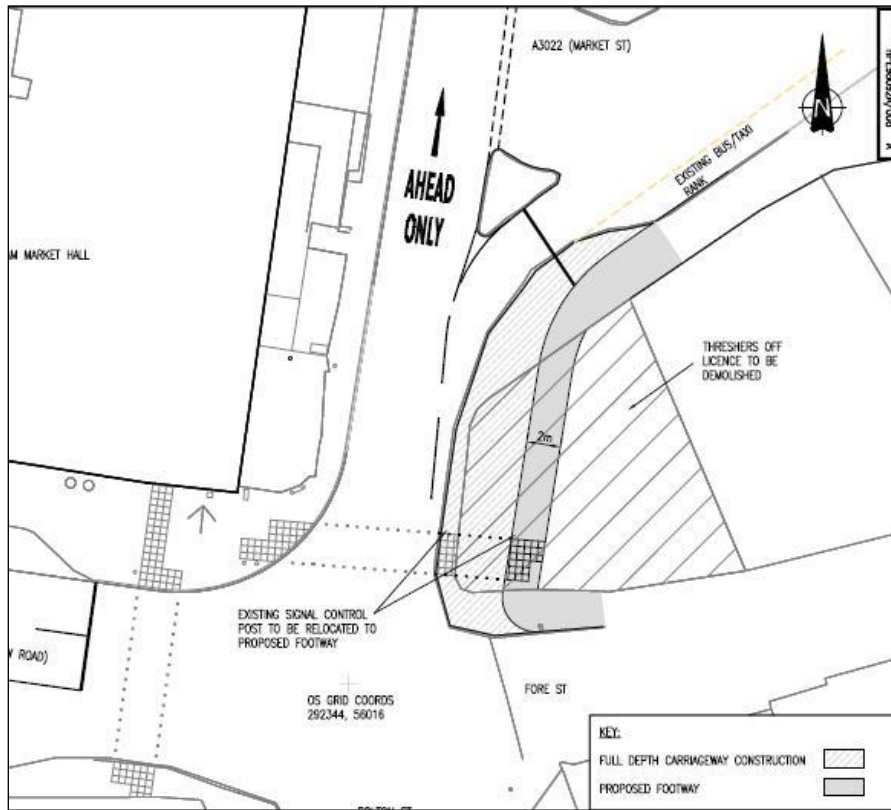 A3022 (MARKET ST)
EXISTING BUS/TAXI
RANK
N
AHEAD
ONLY
AM MARKET HALL
THRESHERS OFF
LICENCE TO BE
DEMOLISHED
2m
EXISTING SIGNAL CONTROL
POST TO BE RELOCATED TO
PROPOSED FOOTWAY
ROAD)
OS GRID COORDS
292344, 56016
FORE ST
KEY:
FULL DEPTH CARRIAGEWAY CONSTRUCTION
PROPOSED FOOTWAY